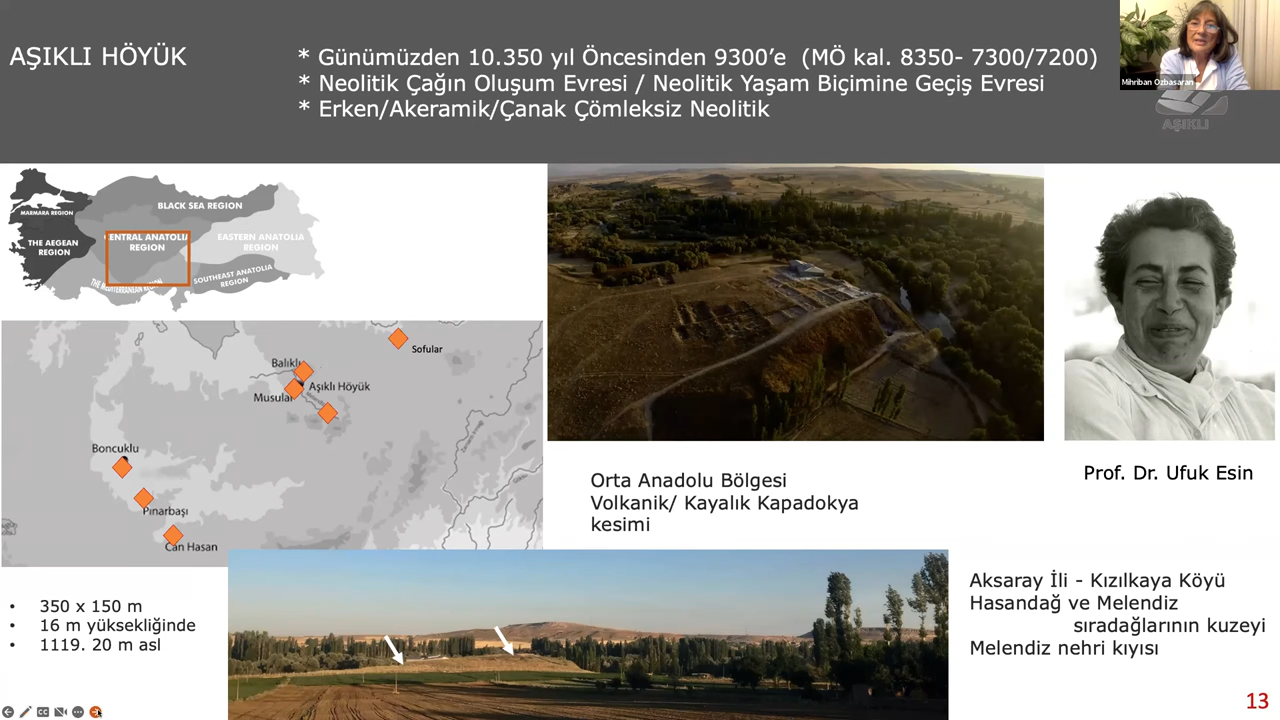 AŞIKLI HÖYÜK
* Günümüzden 10.350 yıl Öncesinden 9300’e (MÖ kal. 8350- 7300/7200)
* Neolitik Çağın Oluşum Evresi / Neolitik Yaşam Biçimine Geçiş Evresi
* Erken/Akeramik/Çanak Çömleksiz Neolitik
Mihriban Ozbasaran
AŞIKLI
MARMARA REGION
BLACK SEA REGION
THE AEGEAN
REGION
CENTRAL ANATOLIA
REGION
EASTERN ANATOLIA
REGION
THE MEDITERRANEAN REGION
SOUTHEAST ANATOLIA
REGION
Sofular
Balıklı
Aşıklı Höyük
Musular
Boncuklu
Pınarbaşı
Can Hasan
Prof. Dr. Ufuk Esin
Orta Anadolu Bölgesi
Volkanik/ Kayalık Kapadokya
kesimi
• 350 x 150 m
• 16 m yüksekliğinde
• 1119. 20 m asl
Aksaray İli - Kızılkaya Köyü
Hasandağ ve Melendiz
sıradağlarının kuzeyi
Melendiz nehri kıyısı
13